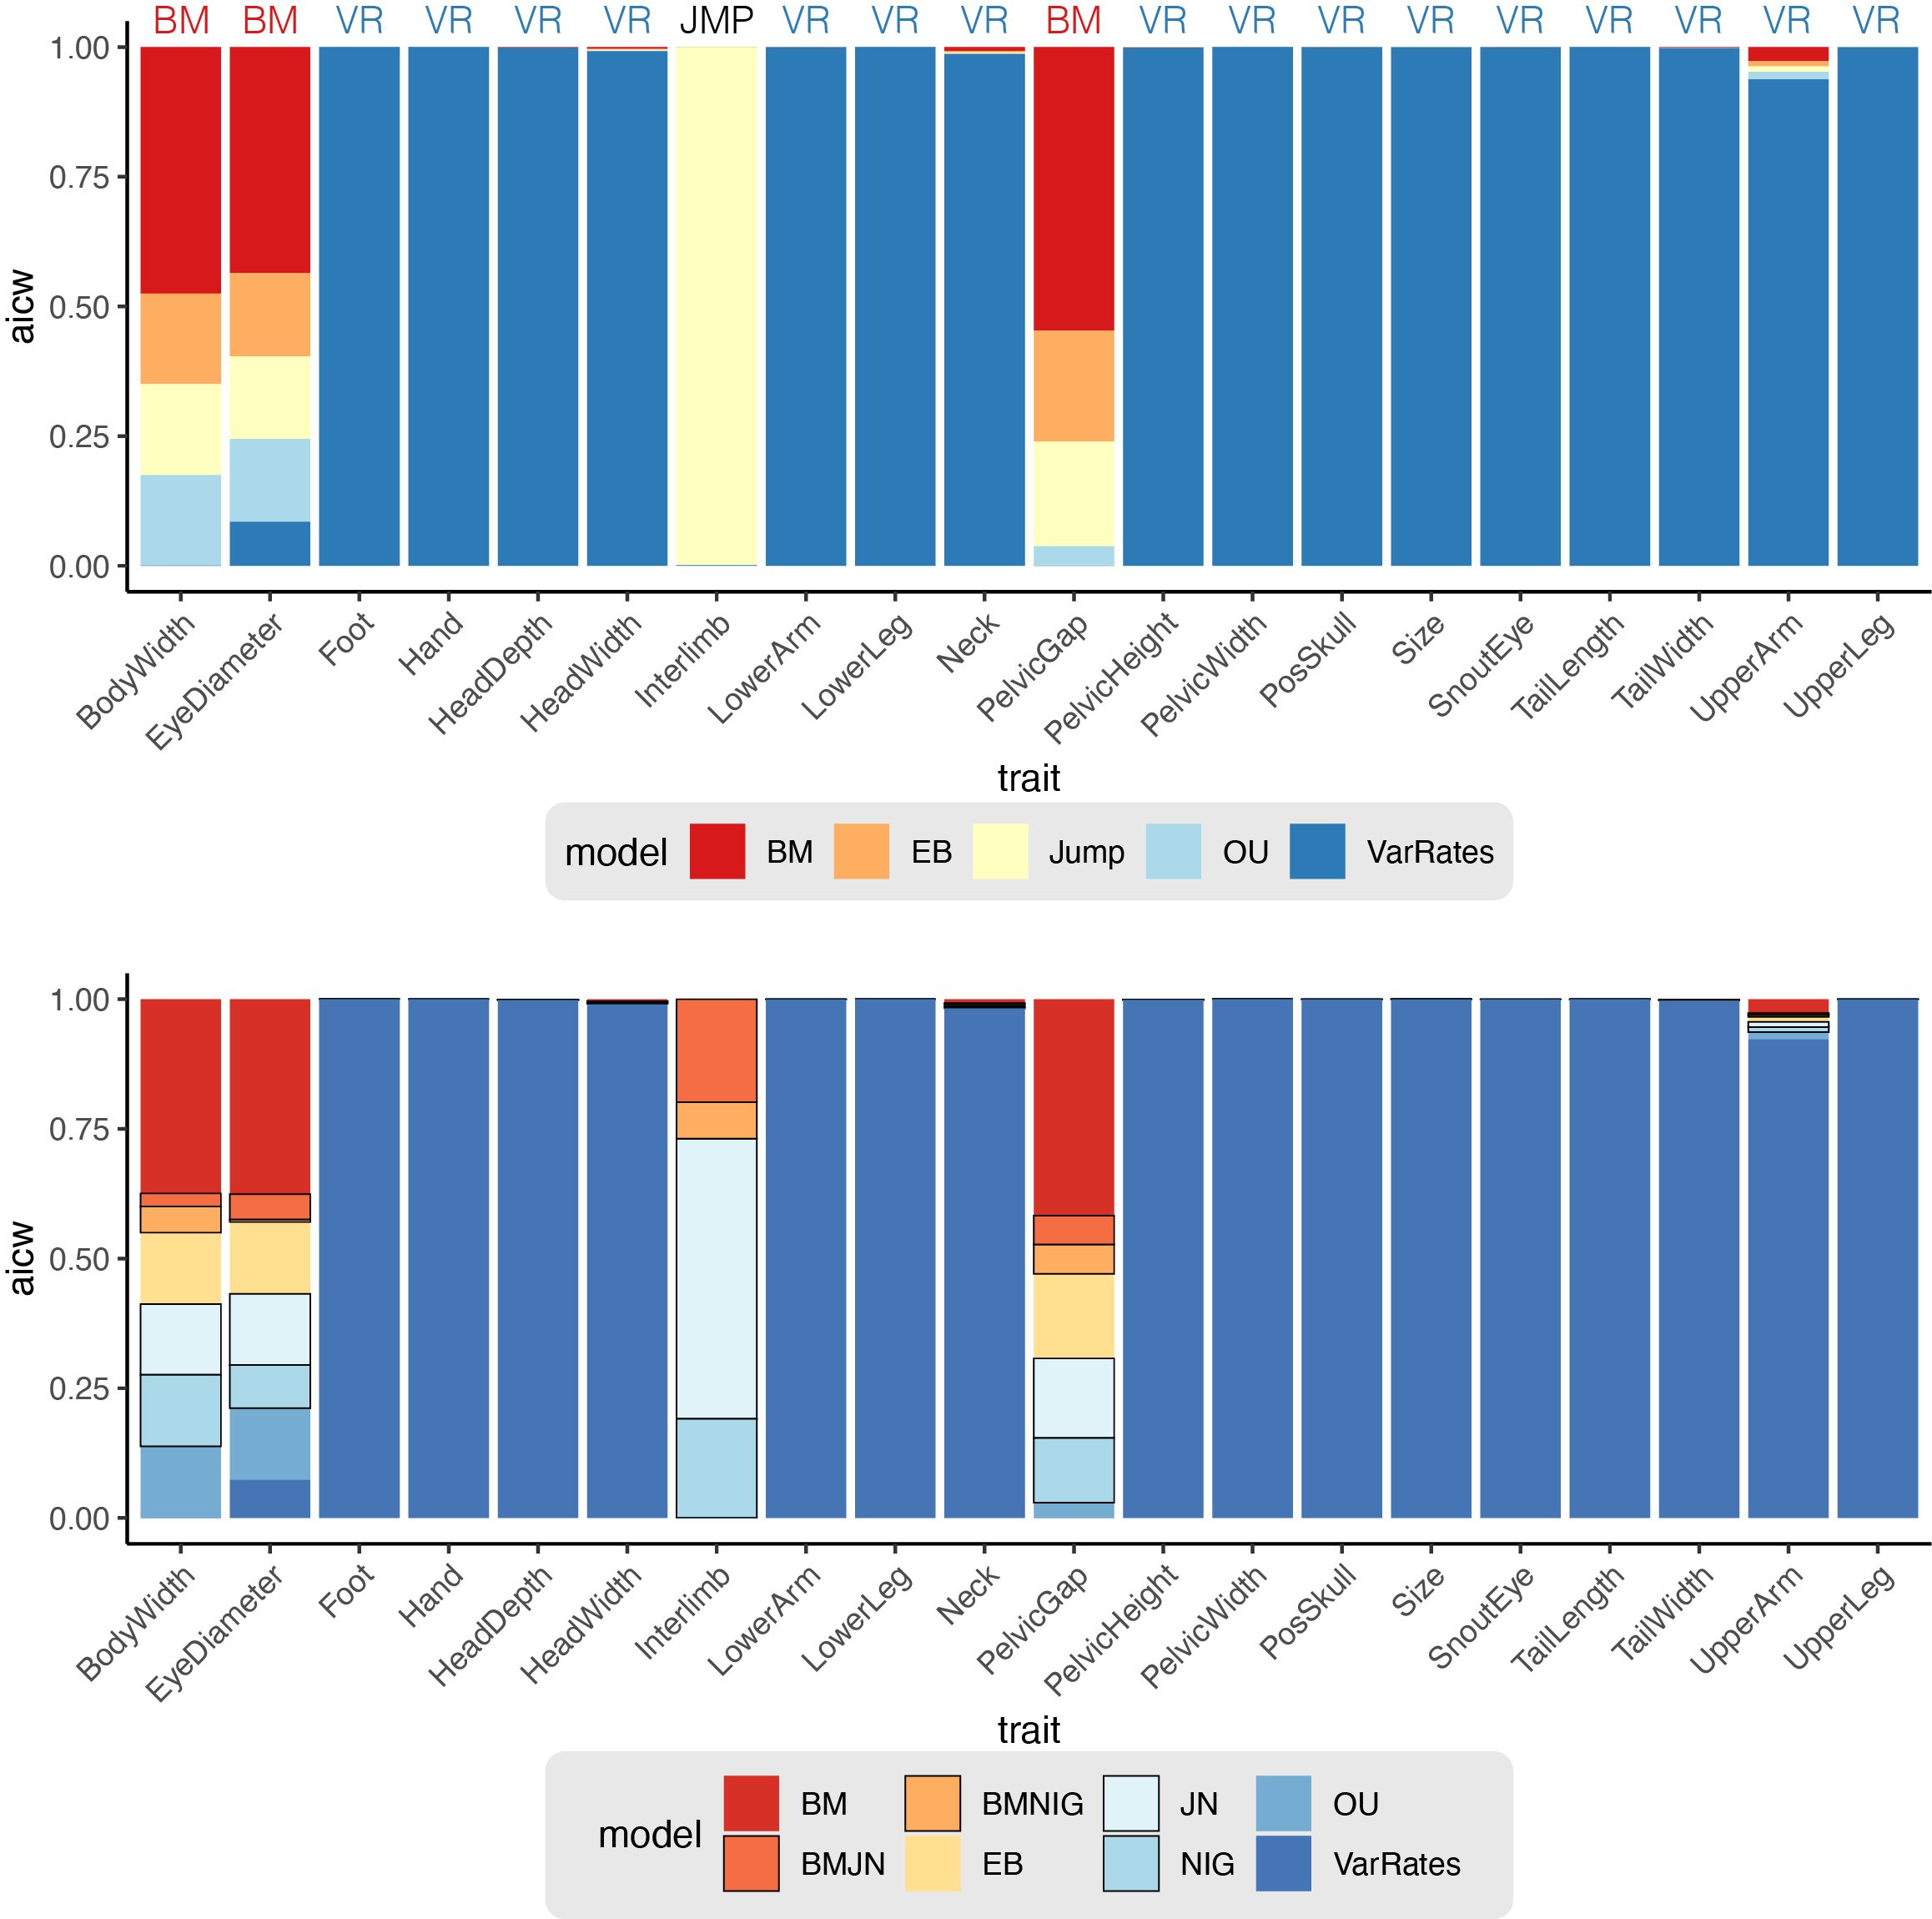 BM BM VR VR VR VR JMP VR VR VR BM VR VR VR VR VR VR VR VR VR
1.00
0.75
0.50
0.25
0.00
aicw
BodyWidth EyeDiameter Foot Hand HeadDepth HeadWidth Interlimb LowerArm LowerLeg Neck PelvicGap PelvicHeight PelvicWidth PosSkull Size SnoutEye TailLength TailWidth UpperArm UpperLeg
trait
model BM EB Jump OU VarRates
1.00
0.75
0.50
0.25
0.00
aicw
BodyWidth EyeDiameter Foot Hand HeadDepth HeadWidth Interlimb LowerArm LowerLeg Neck PelvicGap PelvicHeight PelvicWidth PosSkull Size SnoutEye TailLength TailWidth UpperArm UpperLeg
trait
model
BM BMNIG JN OU
BMJN EB NIG VarRates